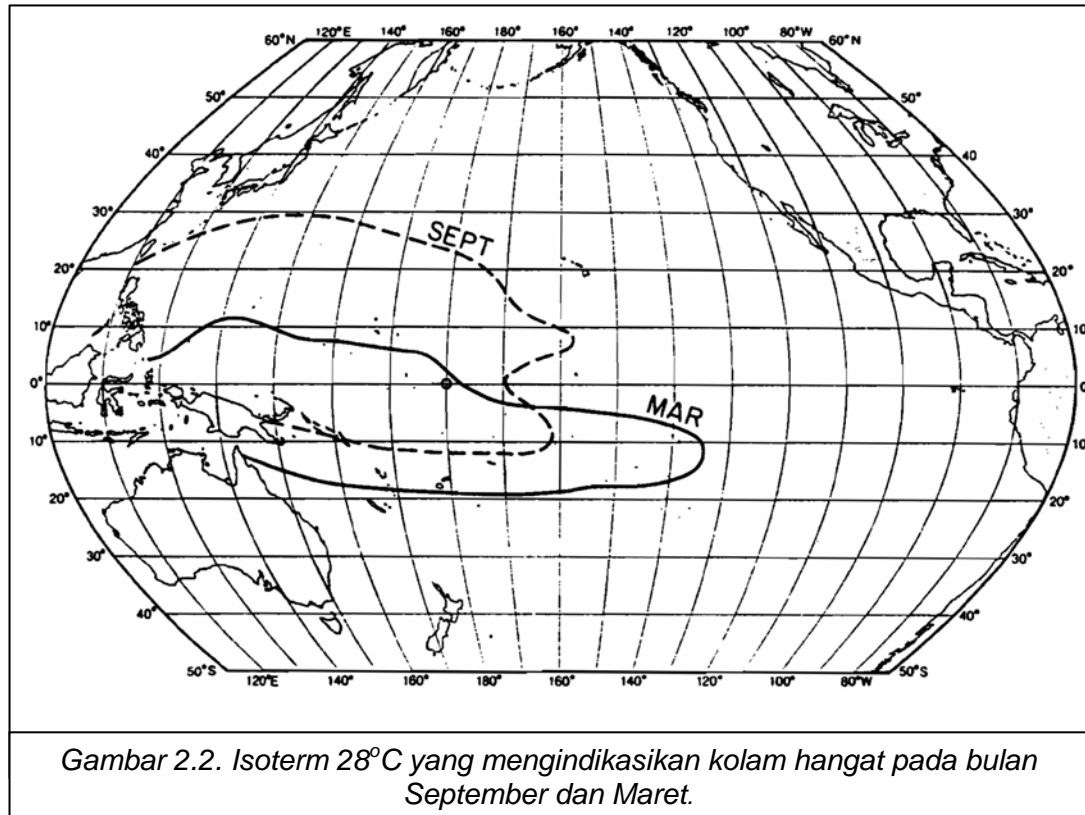 60°N 120°E 140° 160° 180° 160° 140° 120° 100° 80°W 60°N
50° 50°
40° 40
30° 30°
SEPT
20° 20°
10° 10°
0° 0°
MAR
10° 10°
20° 20°
30° 30°
40° 40°
50°S 50°S
120°E 140° 160° 180° 160° 140° 120° 100° 80°W
Gambar 2.2. Isoterm 28°C yang mengindikasikan kolam hangat pada bulan
September dan Maret.